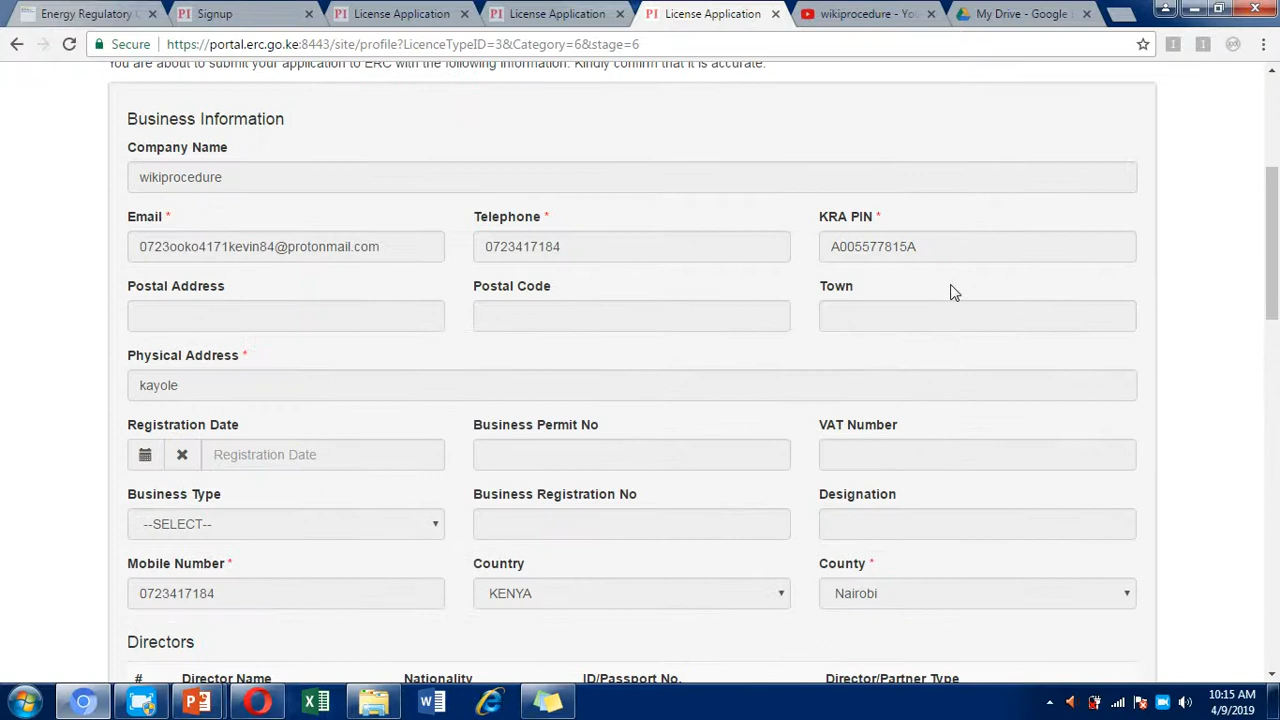 Energy Regulatory C
Signup
License Application
License Application
License Application
wikiprocedure - You
My Drive - Google
Secure
https://portal.erc.go.ke:8443/site/profile?LicenceTypeID=3&Category=6&stage=6
You are about to submit your application to ERC with the following information. Kindly confirm that it is accurate.
Business Information
Company Name
wikiprocedure
Email * Telephone * KRA PIN *
0723ooko4171kevin84@protonmail.com 0723417184 A005577815A
Postal Address Postal Code Town
Physical Address *
kayole
Registration Date Business Permit No VAT Number
Registration Date
Business Type Business Registration No Designation
--SELECT--
Mobile Number * Country County *
0723417184 KENYA Nairobi
Directors
# Director Name Nationality ID/Passport No. Director/Partner Type
10:15 AM
4/9/2019